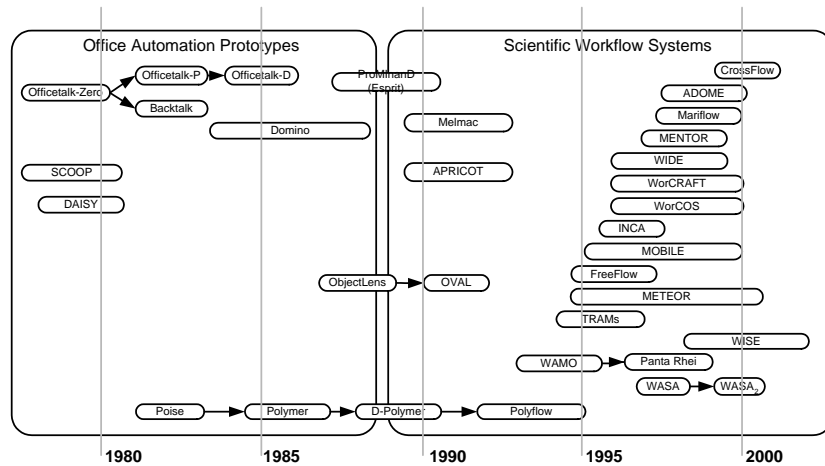 Office Automation Prototypes
Scientific Workflow Systems
Officetalk-Zero
Officetalk-P
Officetalk-D
Backtalk
Domino
SCOOP
DAISY
ProMInanD
(Esprit)
Melmac
APRICOT
ObjectLens
OVAL
Poise
Polymer
D-Polymer
Polyflow
CrossFlow
ADOME
Mariflow
MENTOR
WIDE
WorCRAFT
WorCOS
INCA
MOBILE
FreeFlow
METEOR
TRAMs
WISE
WAMO
Panta Rhei
WASA
WASA2
1980
1985
1990
1995
2000